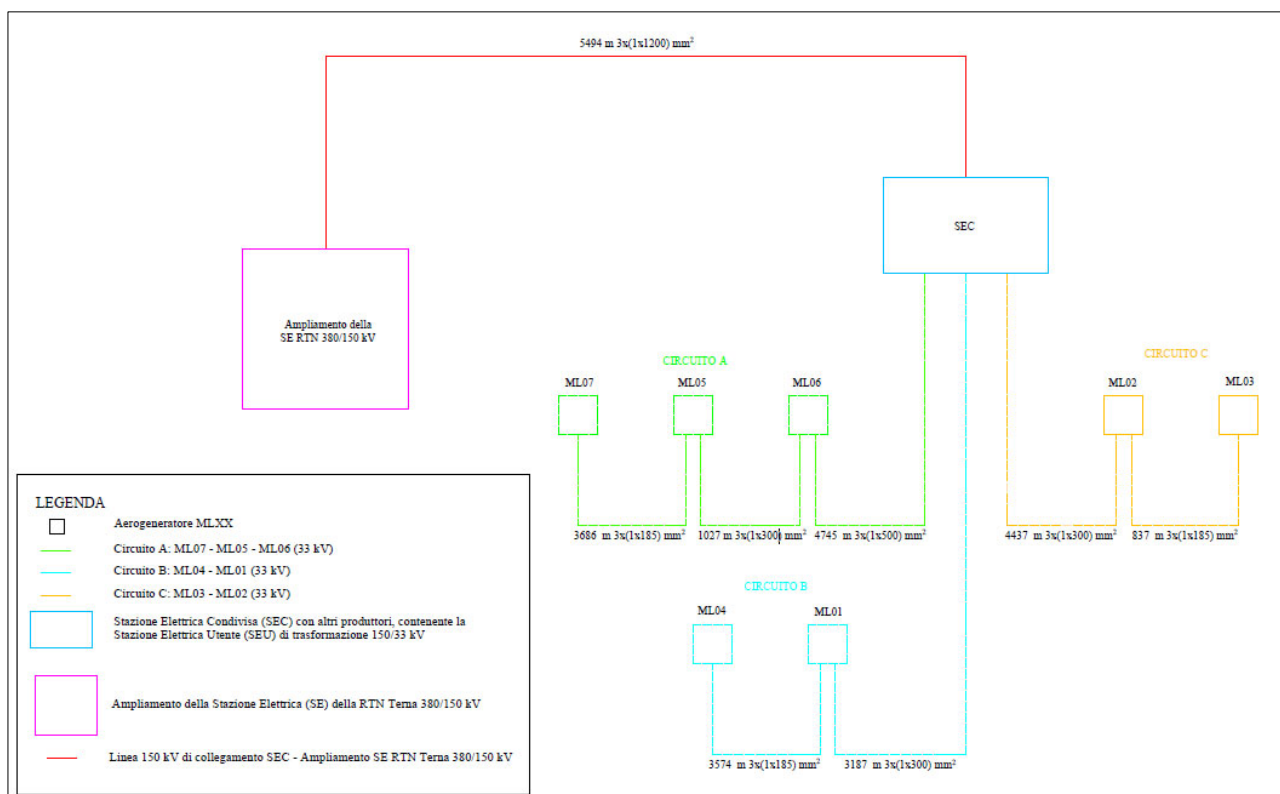 5494 m 3x(1x1200) mm²
SEC
Ampliamento della
SE RTN 380/150 kV
CIRCUITO A
CIRCUITO C
ML07
ML05
ML06
ML02
ML03
3686 m 3x(1x185) mm²
1027 m 3x(1x300) mm²
4745 m 3x(1x500) mm²
4437 m 3x(1x300) mm²
837 m 3x(1x185) mm²
CIRCUITO B
ML04
ML01
3574 m 3x(1x185) mm²
3187 m 3x(1x300) mm²
LEGENDA
Aerogeneratore MLXX
Circuito A: ML07 - ML05 - ML06 (33 kV)
Circuito B: ML04 - ML01 (33 kV)
Circuito C: ML03 - ML02 (33 kV)
Stazione Elettrica Condivisa (SEC) con altri produttori, contenente la
Stazione Elettrica Utente (SEU) di trasformazione 150/33 kV
Ampliamento della Stazione Elettrica (SE) della RTN Terna 380/150 kV
Linea 150 kV di collegamento SEC - Ampliamento SE RTN Terna 380/150 kV